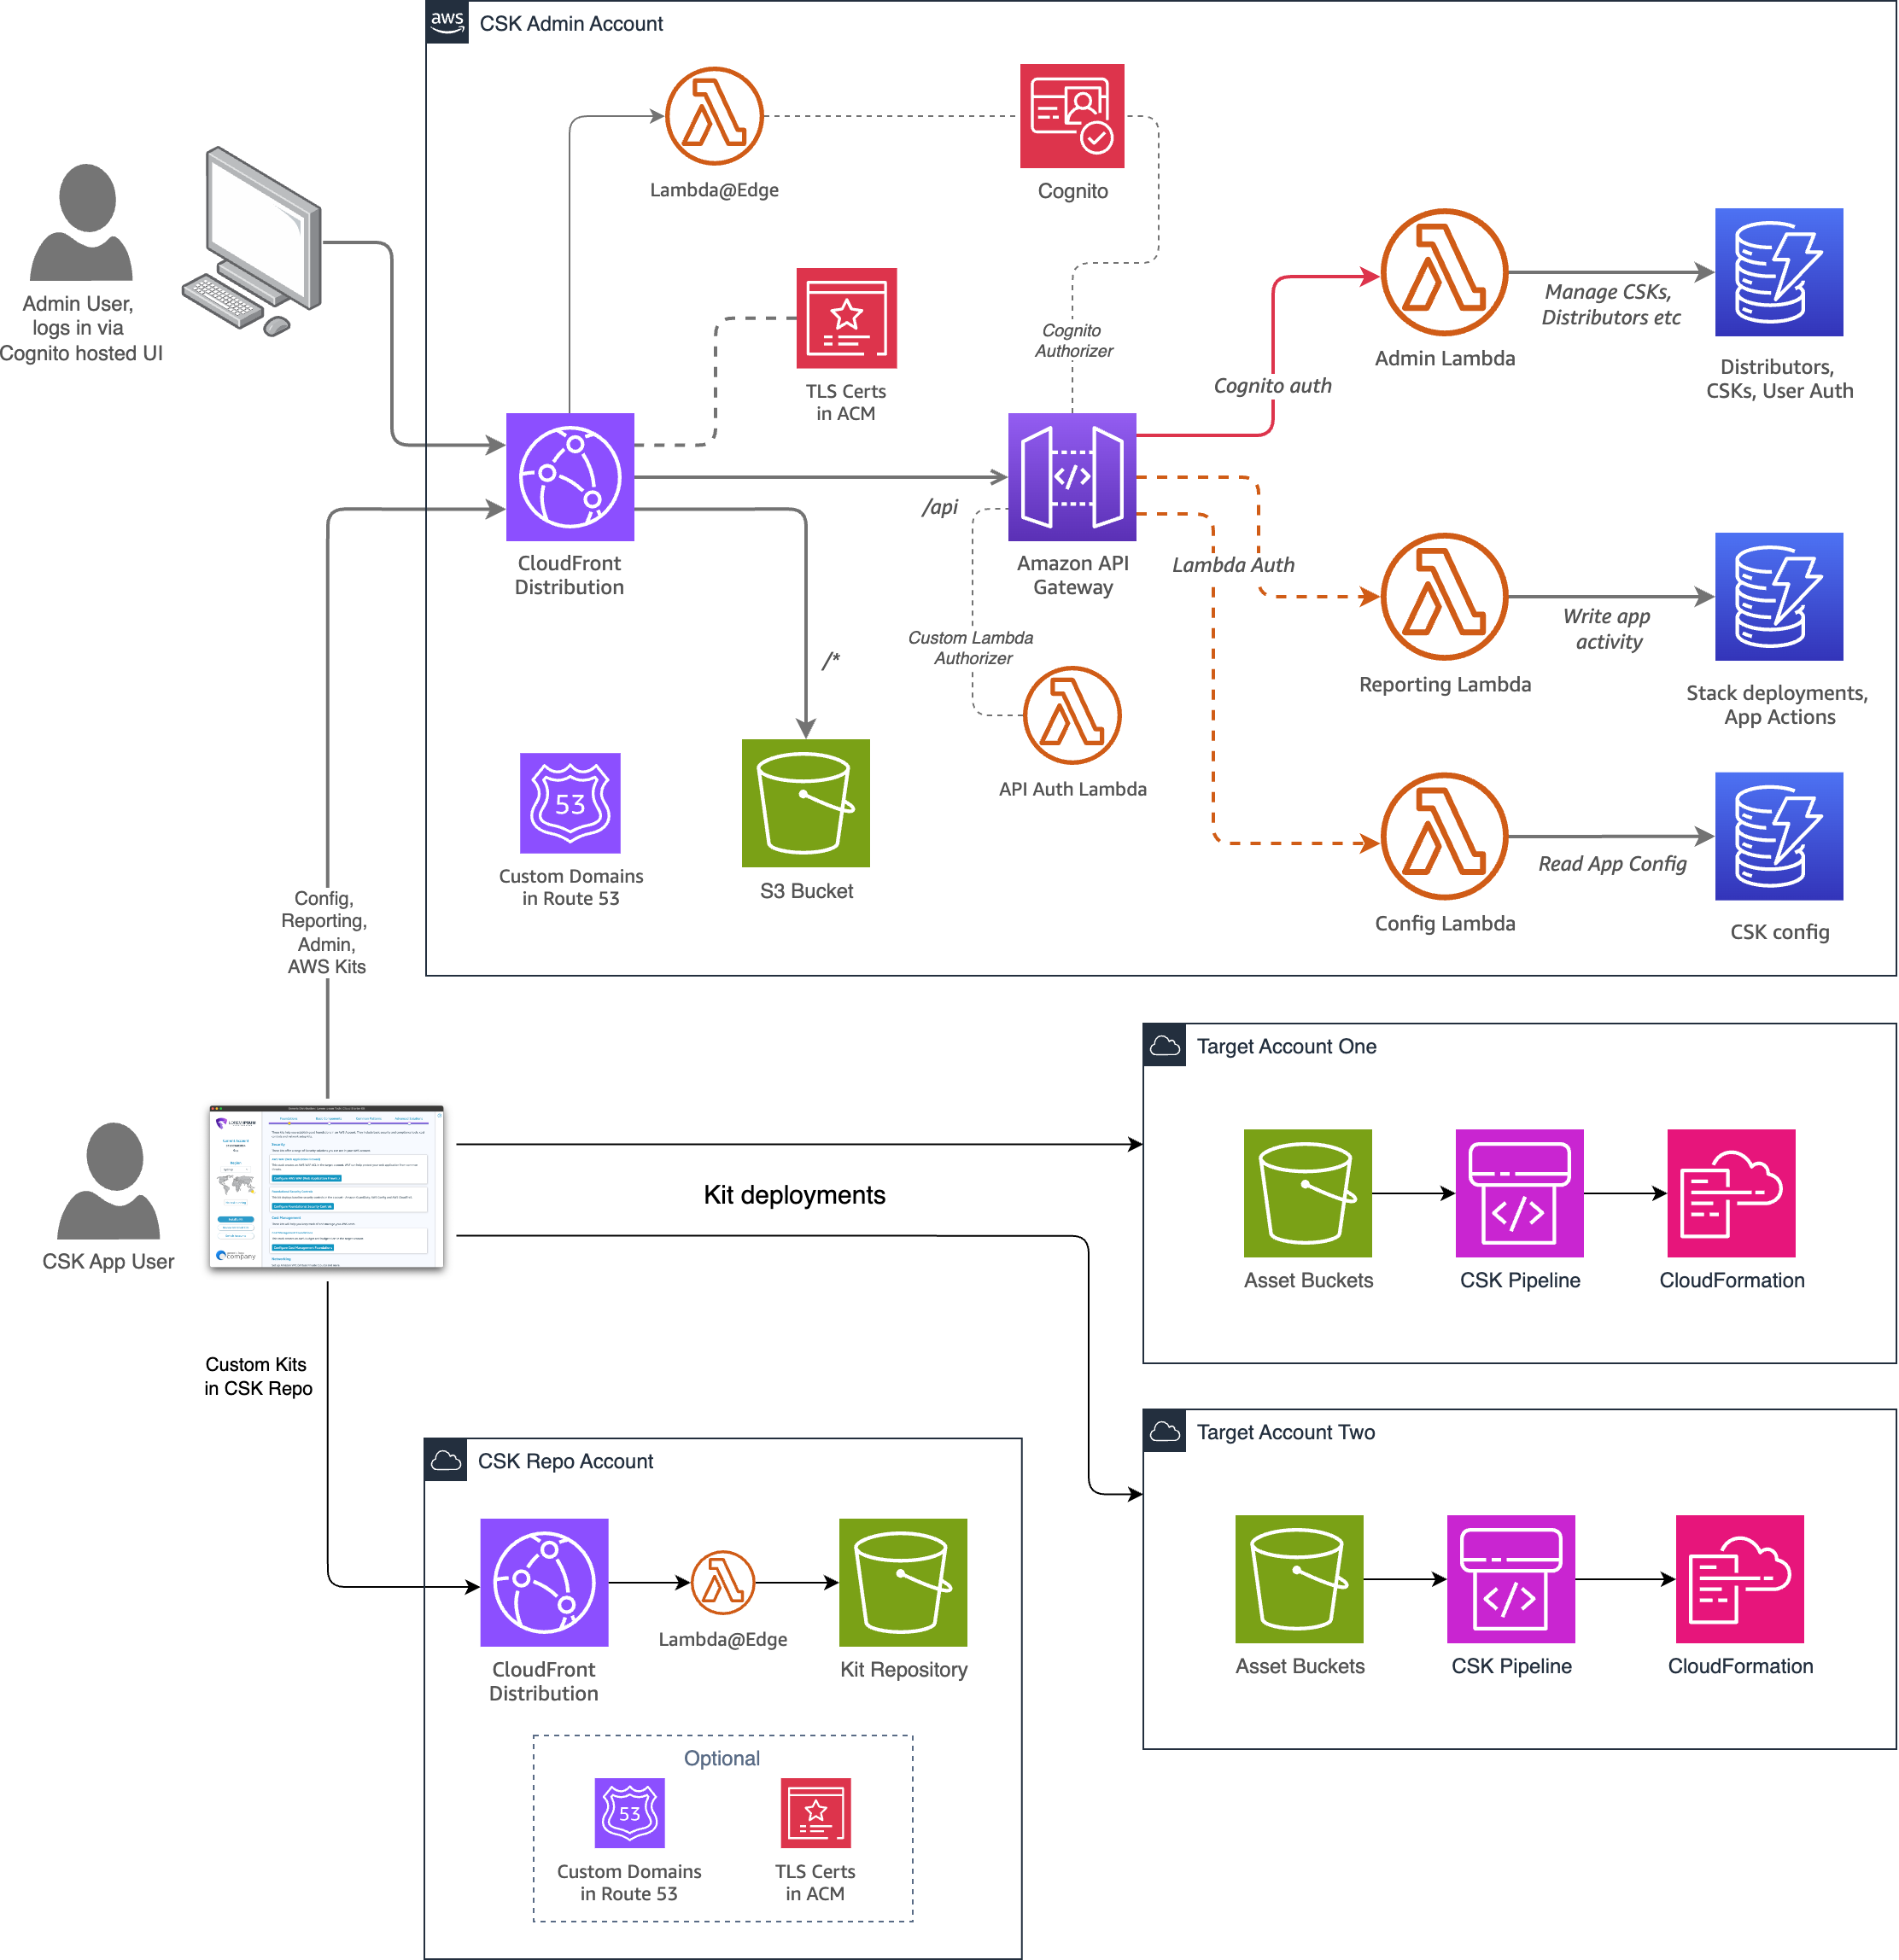 aws
CSK Admin Account
Lambda@Edge
Cognito
Admin User,
logs in via
Cognito hosted UI
TLS Certs
in ACM
Cognito
Authorizer
Cognito auth
Admin Lambda
Manage CSKs,
Distributors etc
Distributors,
CSKs, User Auth
CloudFront
Distribution
/api
Amazon API
Gateway
Lambda Auth
Custom Lambda
Authorizer
/*
Reporting Lambda
Write app
activity
Stack deployments,
App Actions
API Auth Lambda
53
Custom Domains
in Route 53
S3 Bucket
Config Lambda
Read App Config
CSK config
Config,
Reporting,
Admin,
AWS Kits
CSK App User
company
Kit deployments
Target Account One
Asset Buckets
CSK Pipeline
CloudFormation
Custom Kits
in CSK Repo
Target Account Two
Asset Buckets
CSK Pipeline
CloudFormation
CSK Repo Account
CloudFront
Distribution
Lambda@Edge
Kit Repository
Optional
53
Custom Domains
in Route 53
TLS Certs
in ACM